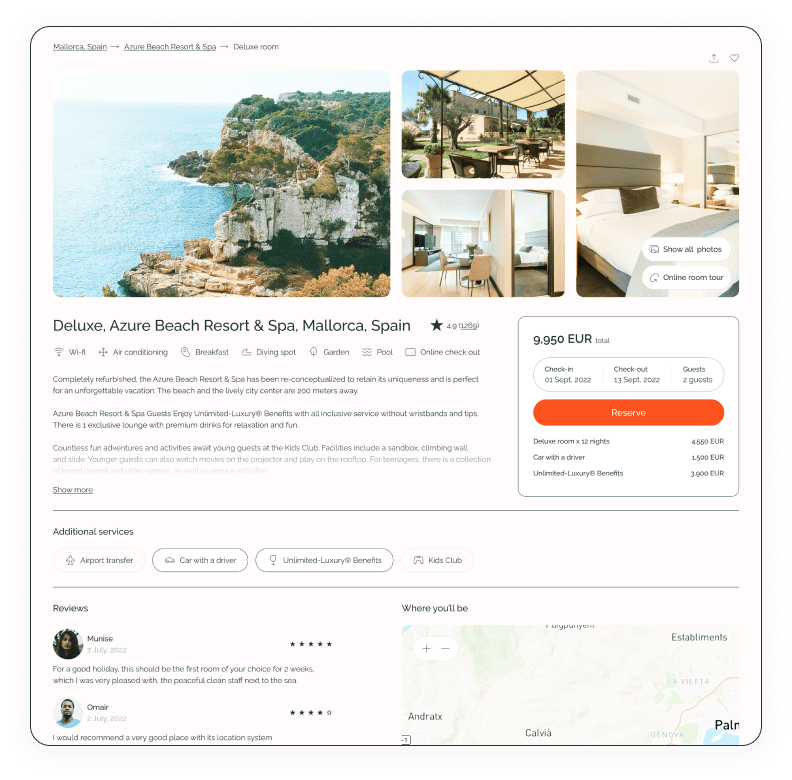 Mallorca, Spain → Azure Beach Resort & Spa → Deluxe room
Show all photos
Online room tour
Deluxe, Azure Beach Resort & Spa, Mallorca, Spain ★ 4.9 (1269)
Wi-fi Air conditioning Breakfast Diving spot Garden Pool Online check out
Completely refurbished, the Azure Beach Resort & Spa has been re-conceptualized to retain its uniqueness and is perfect
for an unforgettable vacation. The beach and the lively city center are 200 meters away.
Azure Beach Resort & Spa Guests Enjoy Unlimited-Luxury® Benefits with all inclusive service without wristbands and tips.
There is 1 exclusive lounge with premium drinks for relaxation and fun.
Countless fun adventures and activities await young guests at the Kids Club. Facilities include a sandbox, climbing wall
and slide. Younger guests can also watch movies on the projector and play on the rooftop. For teenagers, there is a collection
of board games and video games, as well as various activities.
Show more
9,950 EUR total
Check-in Check-out Guests
01 Sept, 2022 13 Sept, 2022 2 guests
Reserve
Deluxe room x 12 nights 4,550 EUR
Car with a driver 1,500 EUR
Unlimited-Luxury® Benefits 3,900 EUR
Additional services
Airport transfer Car with a driver Unlimited-Luxury® Benefits Kids Club
Reviews
Munise
2 July, 2022
★ ★ ★ ★ ★
For a good holiday, this should be the first room of your choice for 2 weeks,
which I was very pleased with, the peaceful clean staff next to the sea.
Omair
2 July, 2022
★ ★ ★ ★ ☆
I would recommend a very good place with its location system
Where you'll be
Puigpunyent
Establiments
LA VILETA
Andratx
Calvià
GENOVA
Paln
-1